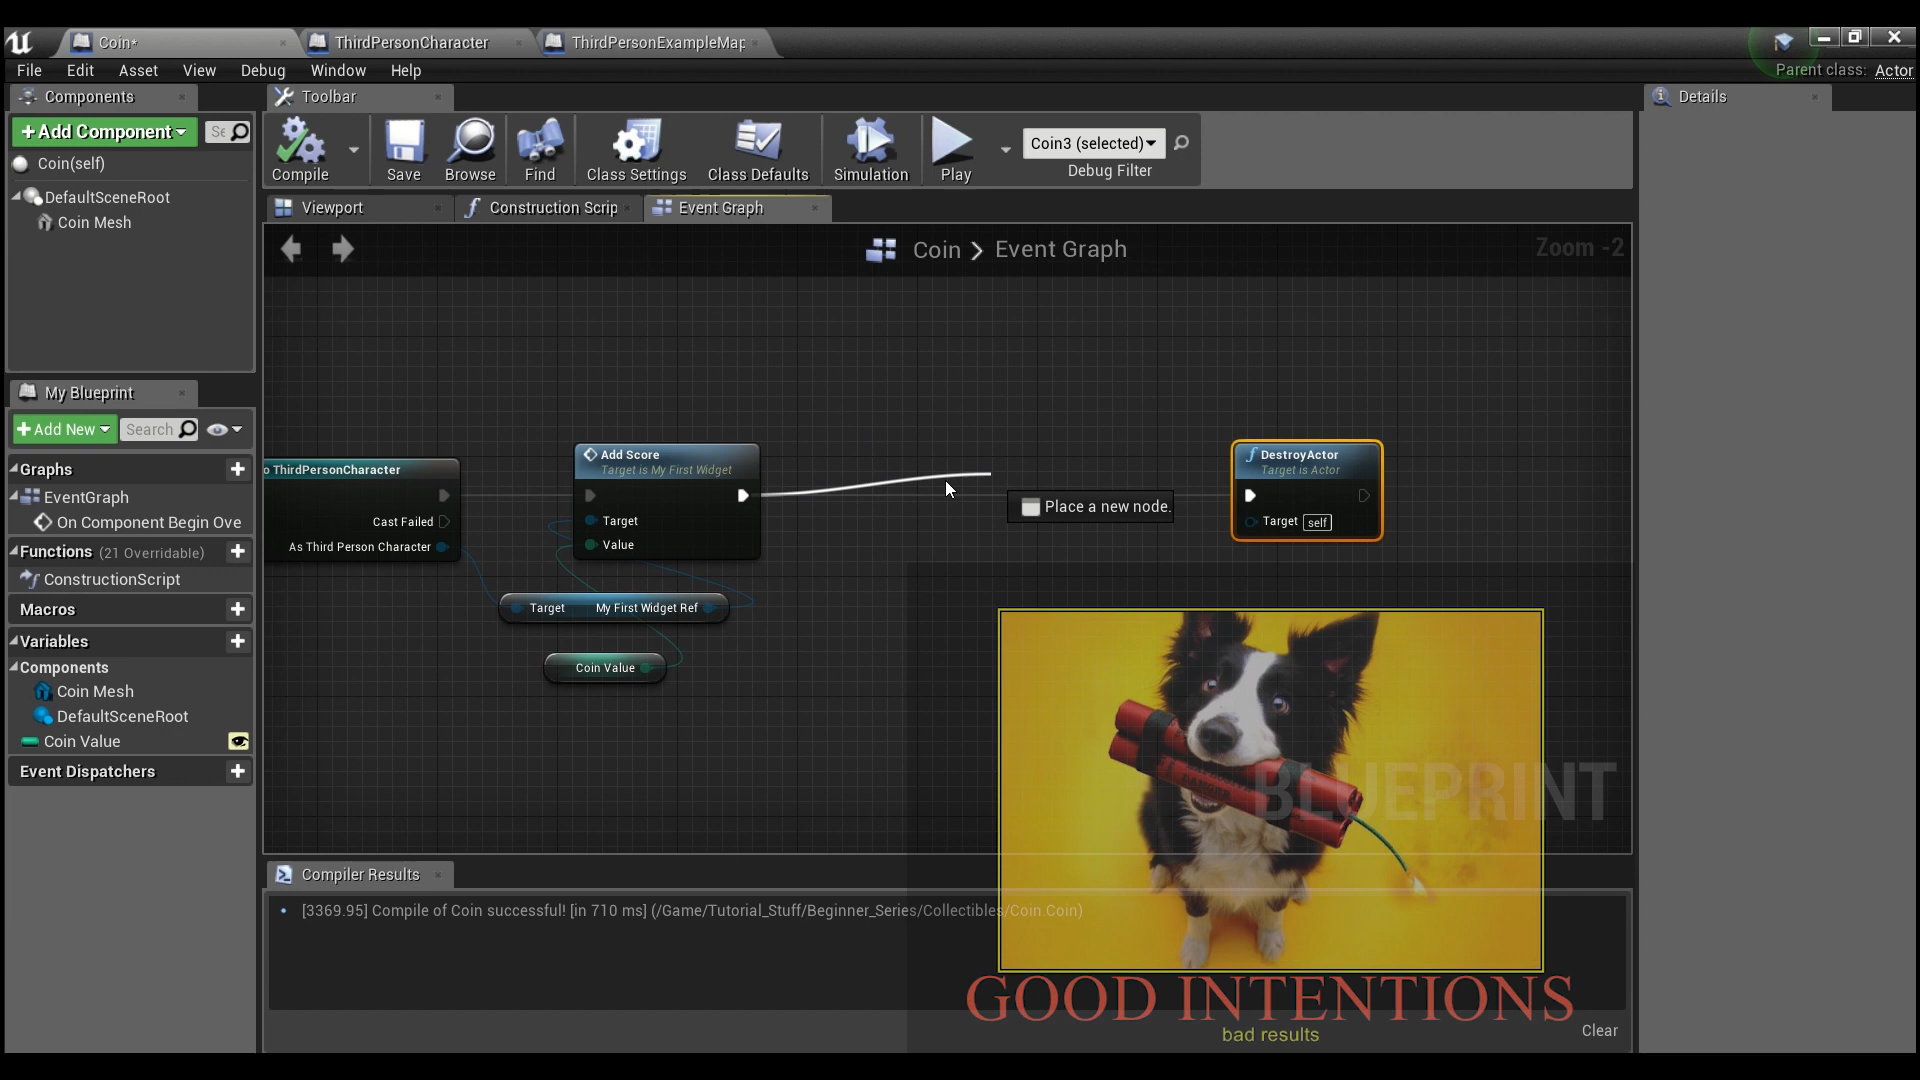 Coin*
ThirdPersonCharacter
ThirdPersonExampleMap
File Edit Asset View Debug Window Help
Parent class: Actor
Components
Toolbar
Details
+Add Component
Se
Coin(self)
DefaultSceneRoot
Coin Mesh
Compile
Save
Browse
Find
Class Settings
Class Defaults
Simulation
Play
Coin3 (selected)
Debug Filter
Viewport
Construction Scrip
Event Graph
Coin > Event Graph
Zoom -2
My Blueprint
+Add New
Search
Graphs
EventGraph
On Component Begin Ove
Functions (21 Overridable)
ConstructionScript
Macros
Variables
Components
Coin Mesh
DefaultSceneRoot
Coin Value
Event Dispatchers
o ThirdPersonCharacter
Cast Failed
As Third Person Character
Add Score
Target is My First Widget
Target
Value
Target My First Widget Ref
Coin Value
Place a new node.
DestroyActor
Target is Actor
Target self
BLUEPRINT
DANGER
Compiler Results
[3369.95] Compile of Coin successful! [in 710 ms] (/Game/Tutorial_Stuff/Beginner_Series/Collectibles/Coin.Coin)
GOOD INTENTIONS
bad results
Clear